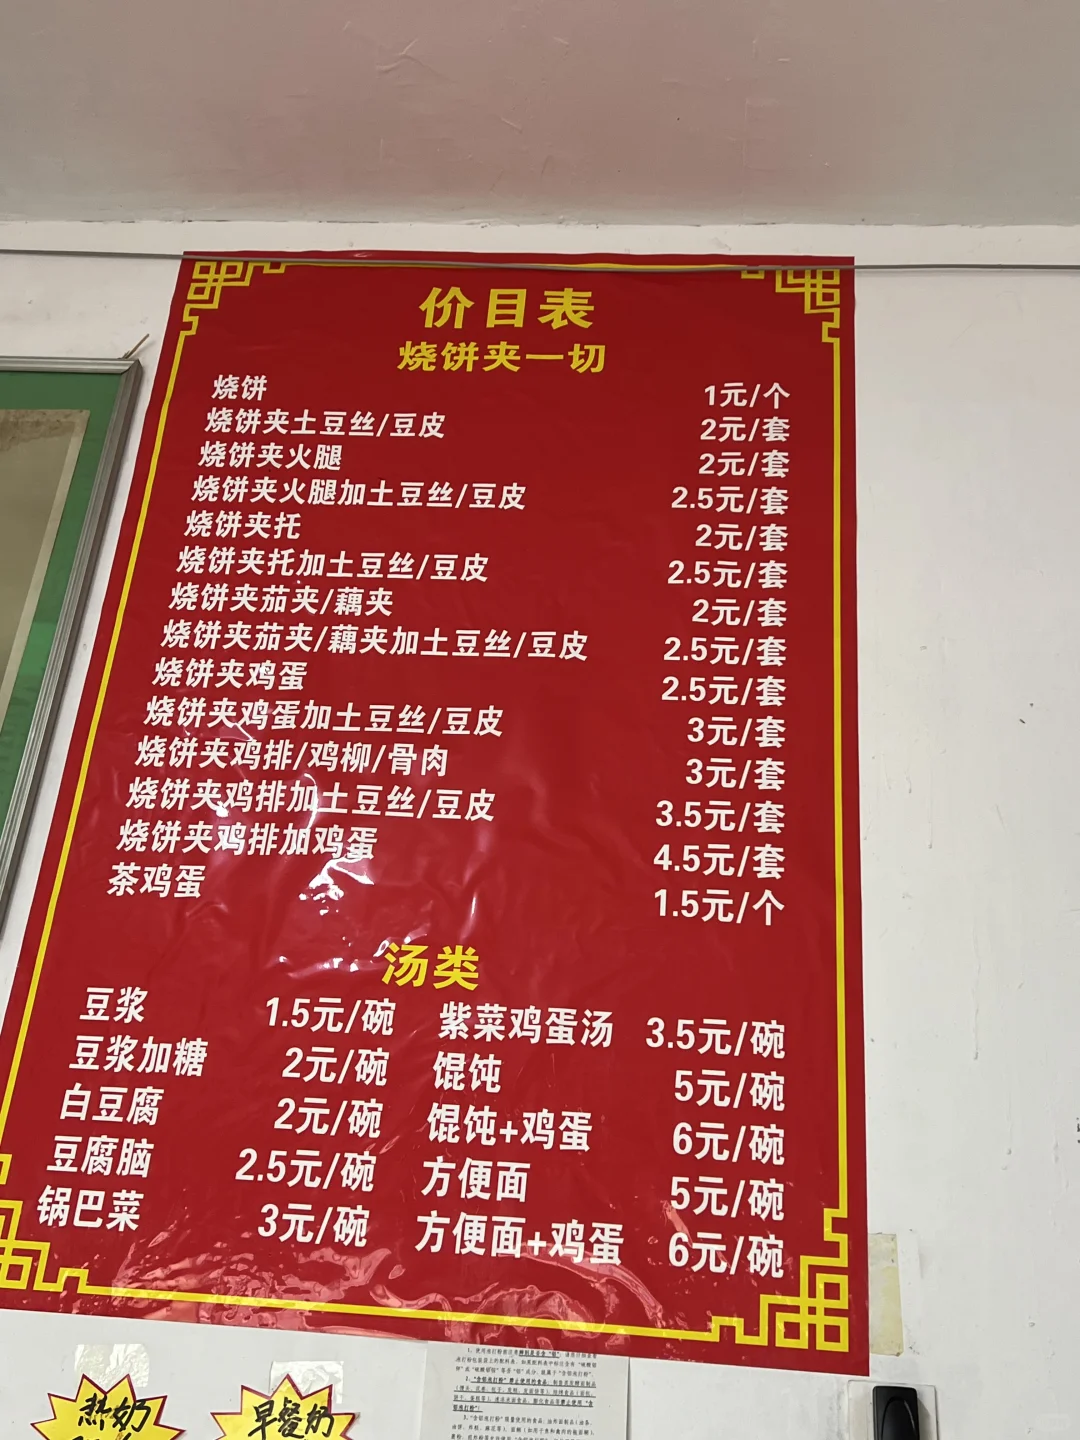 价目表
烧饼夹一切
烧饼 1元/个
烧饼夹土豆丝/豆皮 2元/套
烧饼夹火腿 2元/套
烧饼夹火腿加土豆丝/豆皮 2.5元/套
烧饼夹托 2元/套
烧饼夹托加土豆丝/豆皮 2.5元/套
烧饼夹茄夹/藕夹 2元/套
烧饼夹茄夹/藕夹加土豆丝/豆皮 2.5元/套
烧饼夹鸡蛋 2.5元/套
烧饼夹鸡蛋加土豆丝/豆皮 3元/套
烧饼夹鸡排/鸡柳/骨肉 3元/套
烧饼夹鸡排加土豆丝/豆皮 3.5元/套
烧饼夹鸡排加鸡蛋 4.5元/套
茶鸡蛋 1.5元/个
汤类
豆浆 1.5元/碗 紫菜鸡蛋汤 3.5元/碗
豆浆加糖 2元/碗 馄饨 5元/碗
白豆腐 2元/碗 馄饨+鸡蛋 6元/碗
豆腐脑 2.5元/碗 方便面 5元/碗
锅巴菜 3元/碗 方便面+鸡蛋 6元/碗
热奶 早餐奶